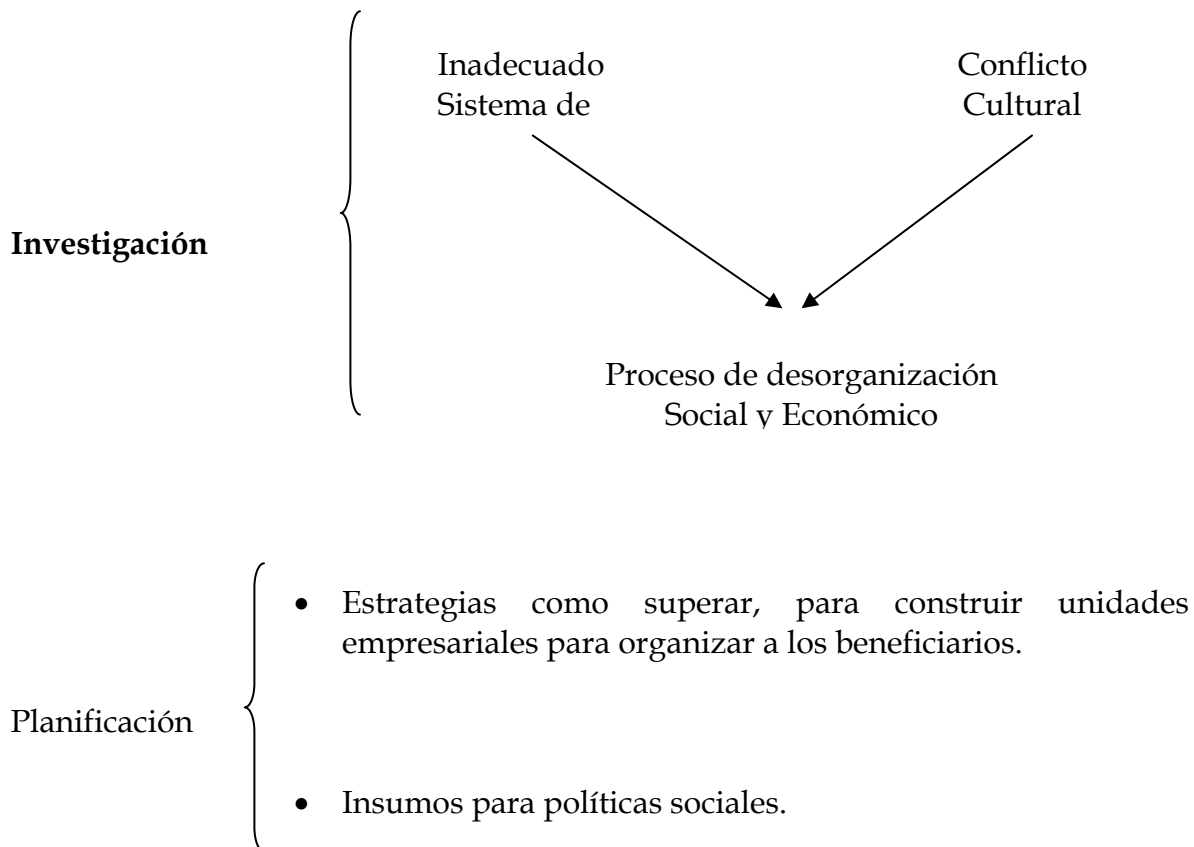 Inadecuado
Sistema de
Conflicto
Cultural
Investigación
Proceso de desorganización
Social y Económico
• Estrategias como superar, para construir unidades
empresariales para organizar a los beneficiarios.
Planificación
• Insumos para políticas sociales.